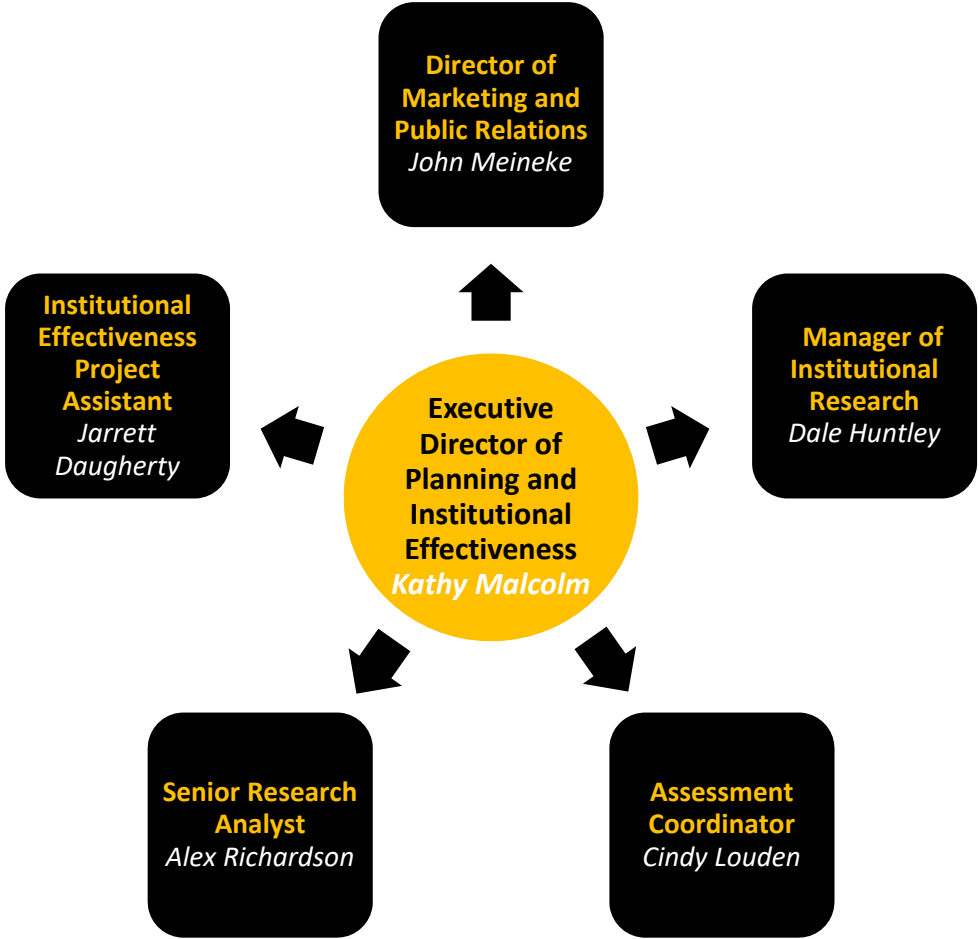 Director of
Marketing and
Public Relations
John Meineke
Institutional
Effectiveness
Project
Assistant
Jarrett
Daugherty
Manager of
Institutional
Research
Dale Huntley
Executive
Director of
Planning and
Institutional
Effectiveness
Kathy Malcolm
Senior Research
Analyst
Alex Richardson
Assessment
Coordinator
Cindy Louden